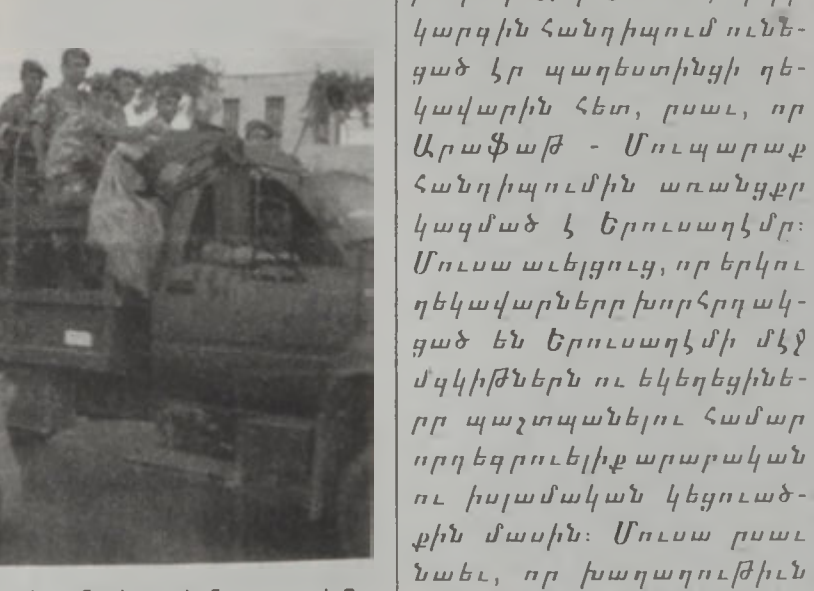 կարգին հանդիպում ունե-
ցած էր պաղեստինցի ղե-
կավարին հետ, ըսաւ, որ
Արաֆաթ - Մուպարաք
հանդիպումին առանցքը
կազմած է Երուսաղէմը։
Մուսա աւելցուց, որ երկու
ղեկավարները խորհրդակ-
ցած են Երուսաղէմի մէջ
մզկիթներն ու եկեղեցինե-
րը պաշտպանելու համար
որդեգրուելիք արաբական
ու իսլամական կեցուած-
քին մասին։ Մուսա ըսաւ
նաեւ, որ խաղաղութիւն